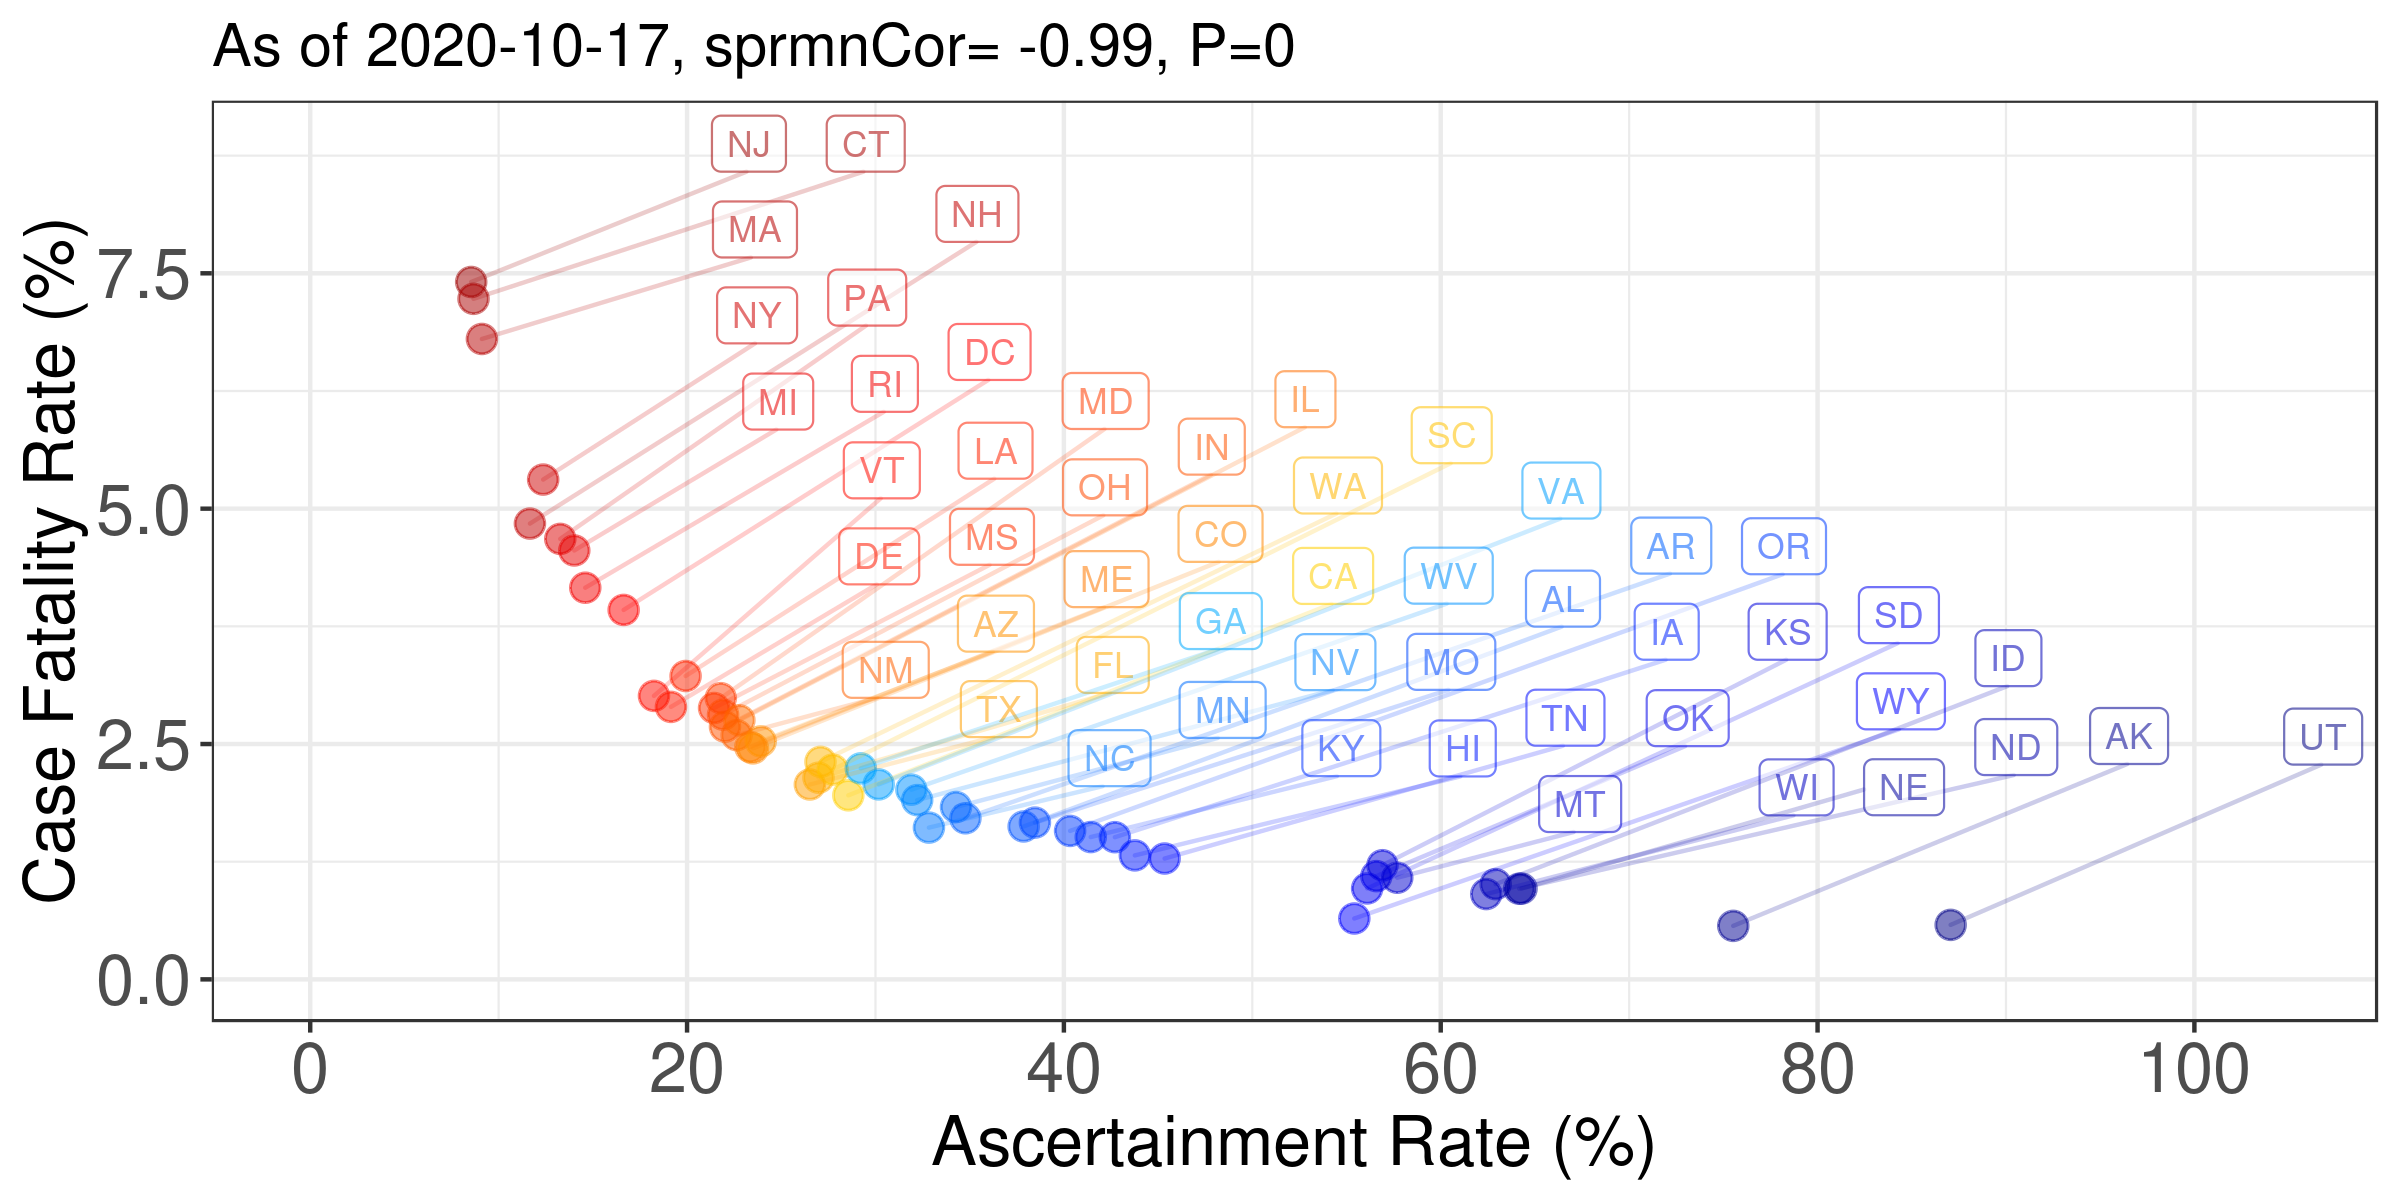 As of 2020-10-17, sprmnCor= -0.99, P=0
Case Fatality Rate (%)
7.5
5.0
2.5
0.0
NJ
CT
NH
MA
PA
NY
DC
RI
MI
MD
IL
SC
IN
LA
VT
OH
WA
VA
MS
CO
AR
OR
DE
ME
CA
WV
AL
AZ
GA
IA
KS
SD
NM
FL
NV
MO
ID
TX
MN
TN
OK
WY
NC
KY
HI
ND
AK
UT
MT
WI
NE
0
20
40
60
80
100
Ascertainment Rate (%)